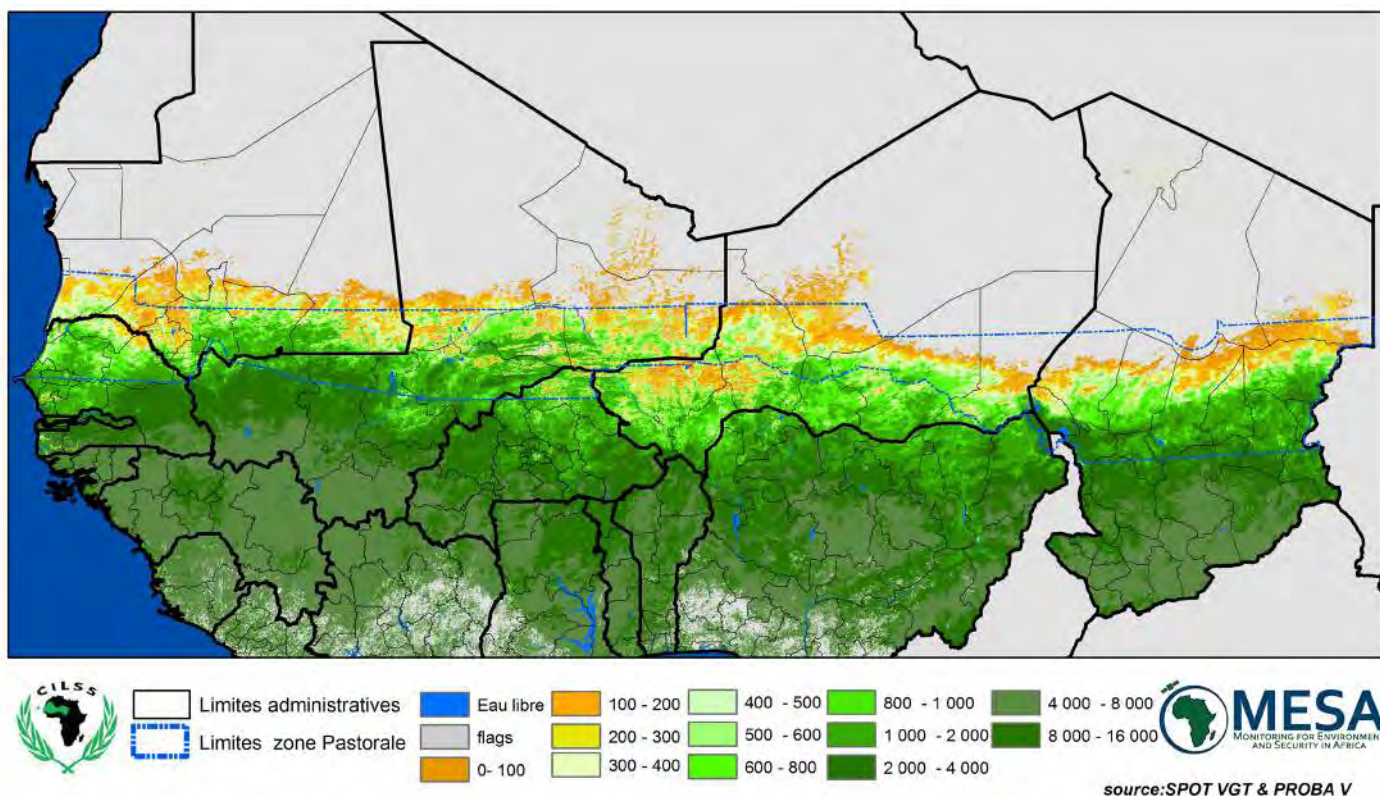 CILSS
Limites administratives
Limites zone Pastorale
Eau libre
flags
0- 100
100 - 200
200 - 300
300 - 400
400 - 500
500 - 600
600 - 800
800 - 1 000
1 000 - 2 000
2 000 - 4 000
4 000 - 8 000
8 000 - 16 000
MESA
MONITORING FOR ENVIRONMENT
AND SECURITY IN AFRICA
source:SPOT VGT & PROBA V